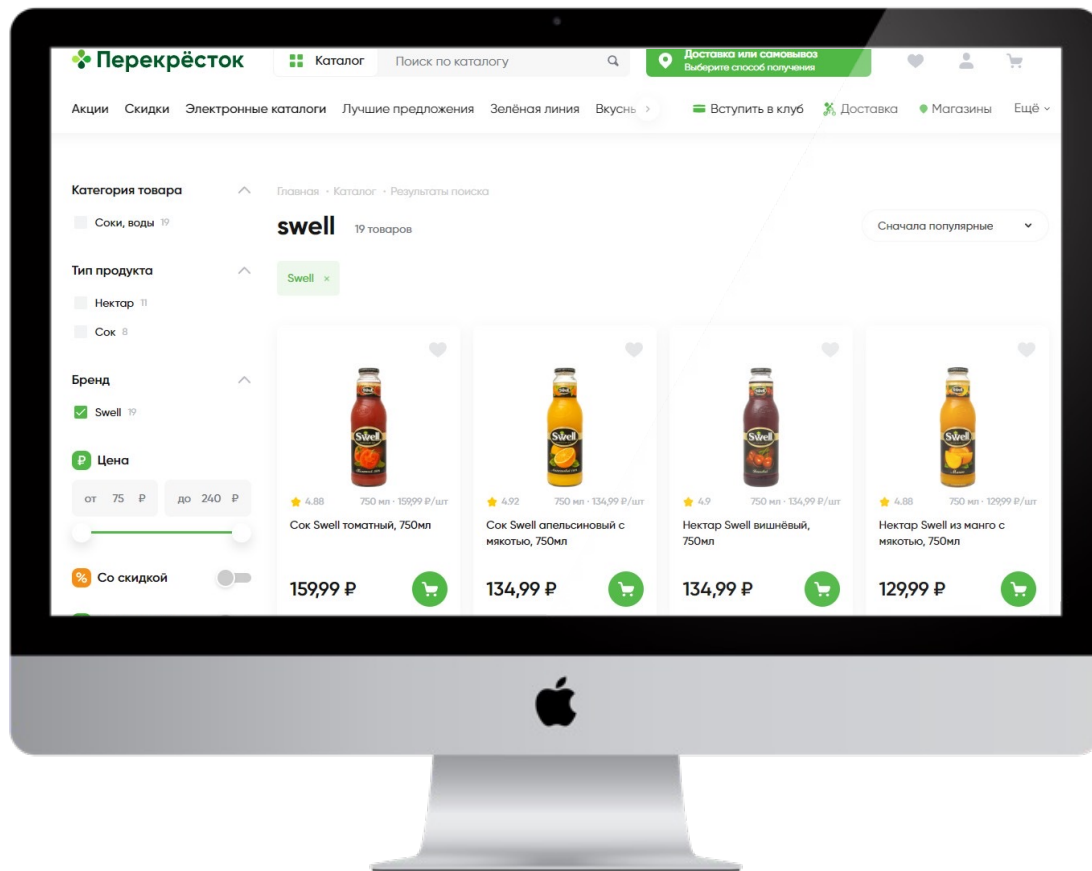 Перекрёсток
Каталог
Поиск по каталогу
Доставка или самовывоз
Выберите способ получения
Акции Скидки Электронные каталоги Лучшие предложения Зелёная линия Вкусны
Вступить в клуб Доставка Магазины Ещё
Категория товара
Соки, воды 19
Тип продукта
Нектар 11
Сок 8
Бренд
Swell 19
Цена
от 75 ₽ до 240 ₽
Со скидкой
Главная • Каталог • Результаты поиска
swell 19 товаров
Сначала популярные
Swell ×
Swell
4.88 750 мл · 159,99 ₽/шт
Сок Swell томатный, 750мл
159,99 ₽
Swell
4.92 750 мл · 134,99 ₽/шт
Сок Swell апельсиновый с
мякотью, 750мл
134,99 ₽
Swell
4.9 750 мл · 134,99 ₽/шт
Нектар Swell вишнёвый,
750мл
134,99 ₽
Swell
4.88 750 мл · 129,99 ₽/шт
Нектар Swell из манго с
мякотью, 750мл
129,99 ₽